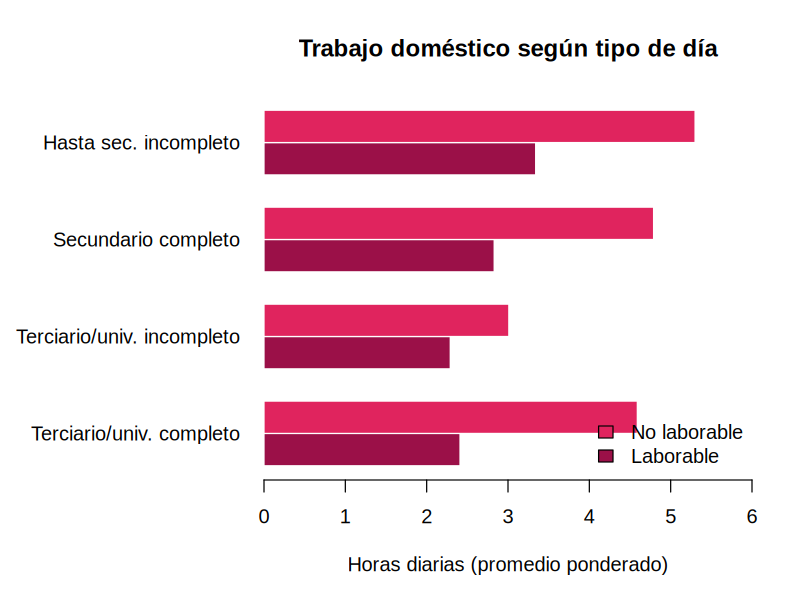 Trabajo doméstico según tipo de día
Hasta sec. incompleto
Secundario completo
Terciario/univ. incompleto
Terciario/univ. completo
No laborable
Laborable
0 1 2 3 4 5 6
Horas diarias (promedio ponderado)